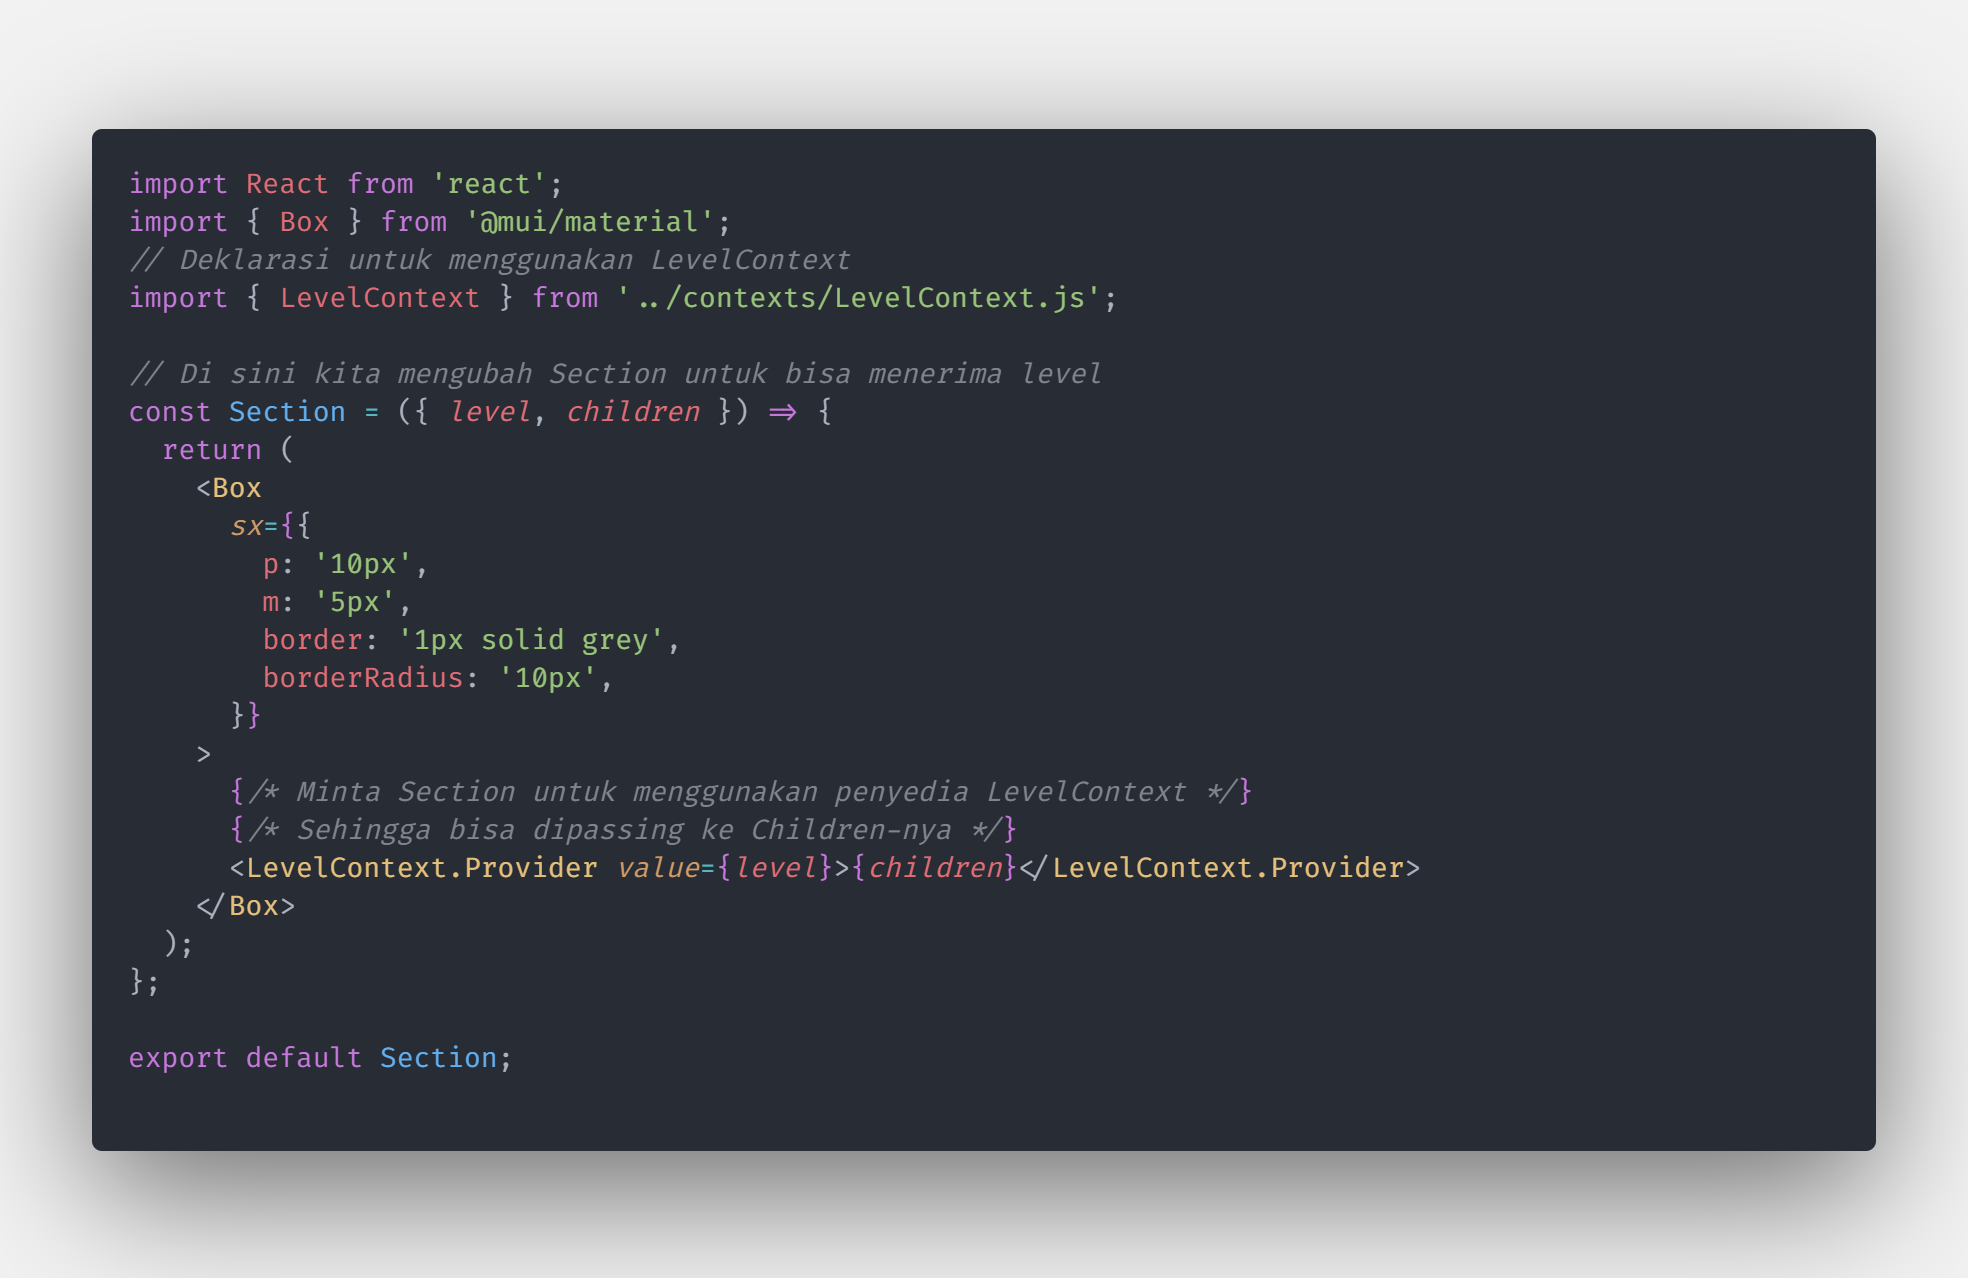 import React from 'react';
import { Box } from '@mui/material';
// Deklarasi untuk menggunakan LevelContext
import { LevelContext } from '../contexts/LevelContext.js';

// Di sini kita mengubah Section untuk bisa menerima level
const Section = ({ level, children }) => {
  return (
    <Box
      sx={{
        p: '10px',
        m: '5px',
        border: '1px solid grey',
        borderRadius: '10px',
      }}
    >
      {/* Minta Section untuk menggunakan penyedia LevelContext */}
      {/* Sehingga bisa dipassing ke Children-nya */}
      <LevelContext.Provider value={level}>{children}</LevelContext.Provider>
    </Box>
  );
};

export default Section;